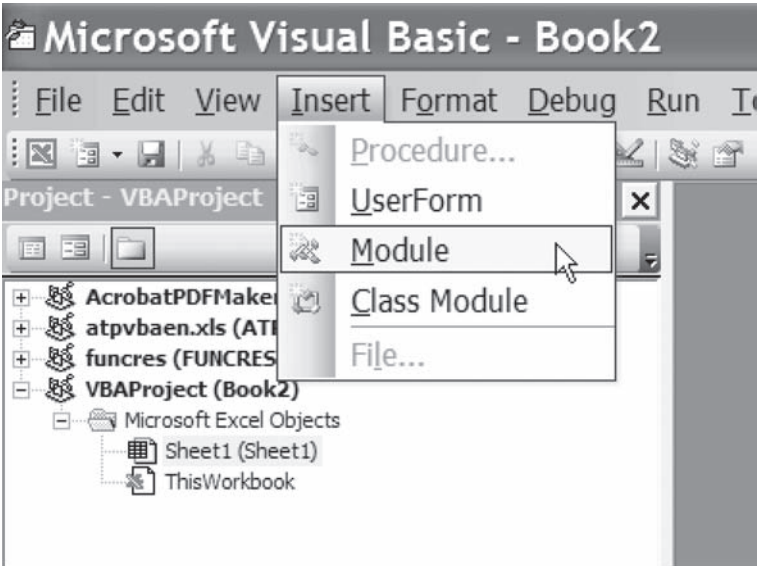 Microsoft Visual Basic - Book2
File Edit View Insert Format Debug Run
Procedure...
UserForm
Project - VBAProject
Module
Class Module
AcrobatPDFMaker
atpvbaen.xls (ATP
funcres (FUNCRES
File...
VBAProject (Book2)
Microsoft Excel Objects
Sheet1 (Sheet1)
ThisWorkbook